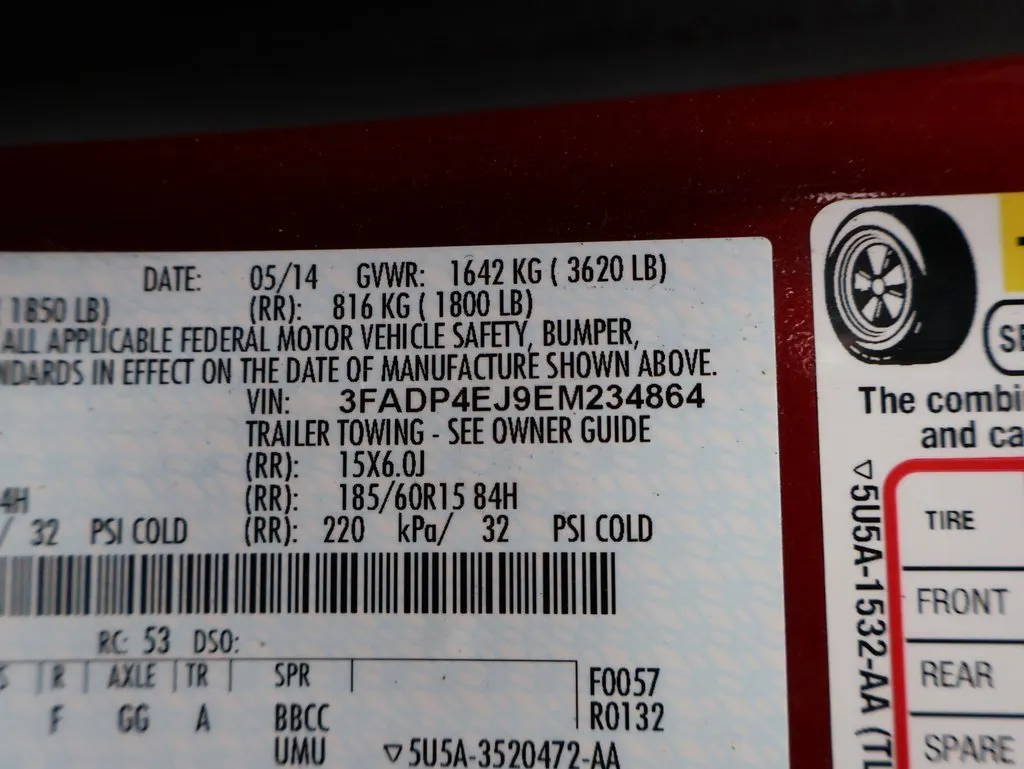 DATE: 05/14 GVWR: 1642 KG ( 3620 LB)
1850 LB) (RR): 816 KG ( 1800 LB)
ALL APPLICABLE FEDERAL MOTOR VEHICLE SAFETY, BUMPER,
NDARDS IN EFFECT ON THE DATE OF MANUFACTURE SHOWN ABOVE.
VIN: 3FADP4EJ9EM234864
TRAILER TOWING - SEE OWNER GUIDE
(RR): 15X6.0J
4H (RR): 185/60R15 84H
/ 32 PSI COLD (RR): 220 kPa/ 32 PSI COLD
RC: 53 DSO:
R AXLE TR SPR F0057
F GG A BBCC R0132
UMU ▽5U5A-3520472-AA
SE
The combi
and ca
▽5U5A-1532-AA (TL
TIRE
FRONT
REAR
SPARE